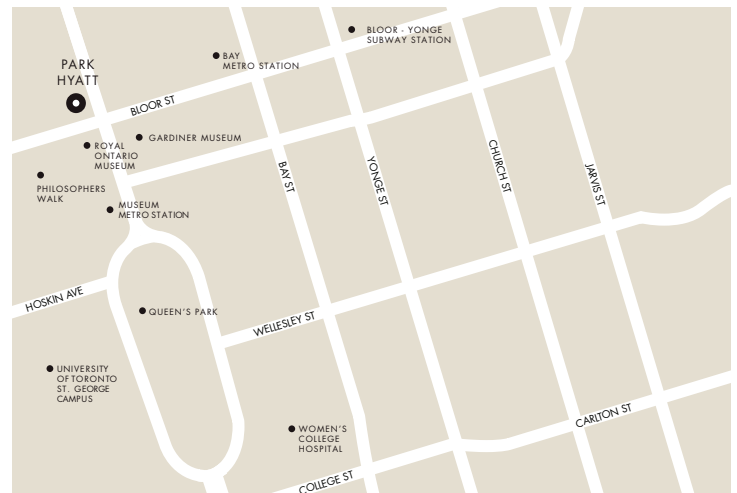 BLOOR - YONGE
SUBWAY STATION
BAY
METRO STATION
PARK
HYATT
BLOOR ST
GARDINER MUSEUM
ROYAL
ONTARIO
MUSEUM
PHILOSOPHERS
WALK
MUSEUM
METRO STATION
BAY ST
YONGE ST
CHURCH ST
JARVIS ST
HOSKIN AVE
QUEEN'S PARK
WELLESLEY ST
UNIVERSITY
OF TORONTO
ST. GEORGE
CAMPUS
WOMEN'S
COLLEGE
HOSPITAL
CARLTON ST
COLLEGE ST